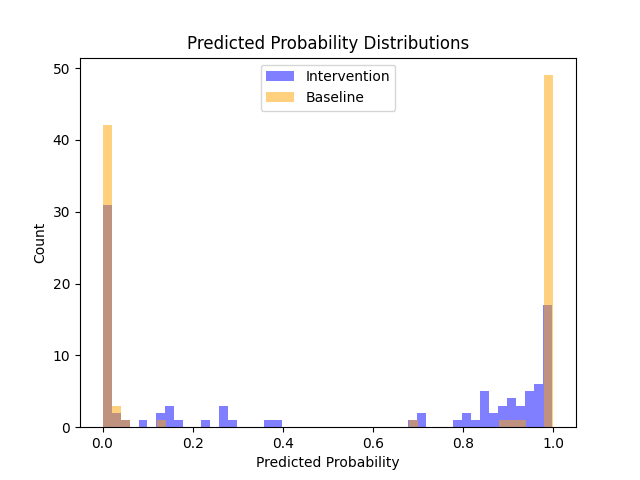 Predicted Probability Distributions
Intervention
Baseline
Count
50
40
30
20
10
0
0.0 0.2 0.4 0.6 0.8 1.0
Predicted Probability